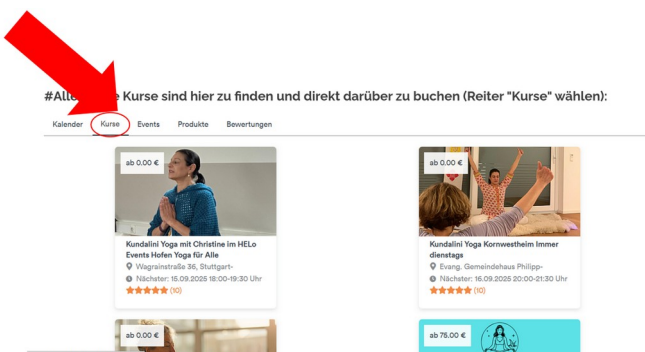 #Alle Kurse sind hier zu finden und direkt darüber zu buchen (Reiter "Kurse" wählen):
Kalender Kurse Events Produkte Bewertungen
ab 0.00 €
Kundalini Yoga mit Christine im HELo
Events Hofen Yoga für Alle
Wagrainstraße 36, Stuttgart-
Nächster: 15.09.2025 18:00-19:30 Uhr
(10)
ab 0.00 €
Kundalini Yoga Kornwestheim Immer
dienstags
Evang. Gemeindehaus Philipp-
Nächster: 16.09.2025 20:00-21:30 Uhr
(10)
ab 0.00 €
ab 75.00 €